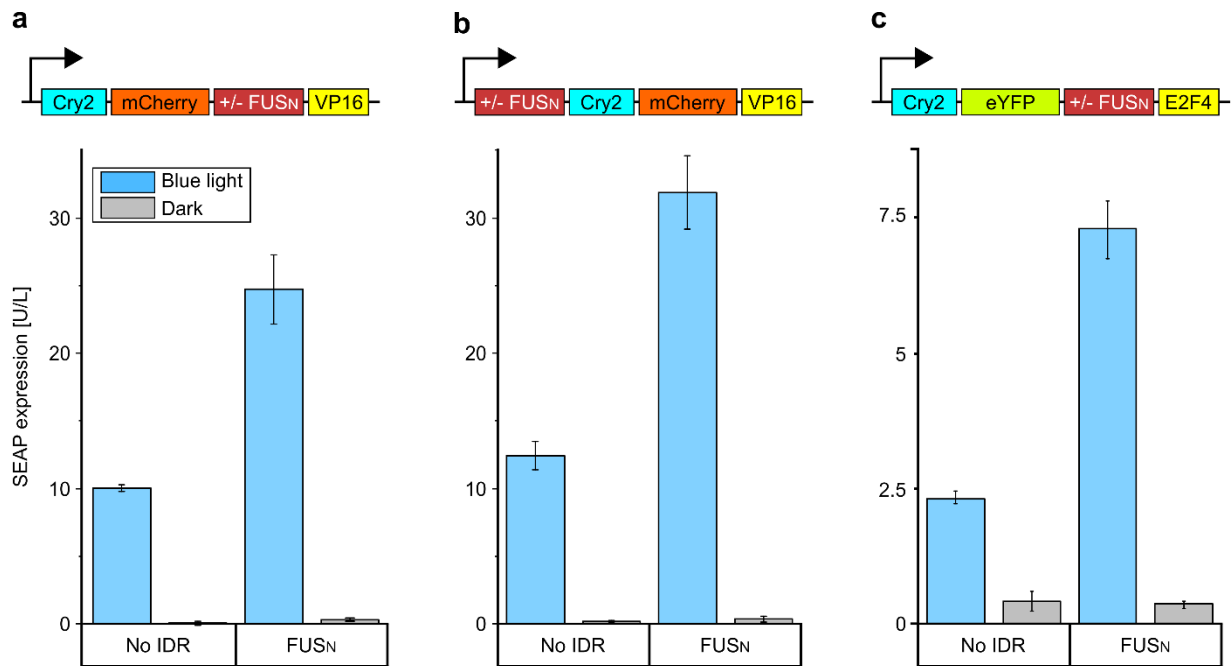 a
b
c
Cry2 mCherry +/- FUSN VP16
+/- FUSN Cry2 mCherry VP16
Cry2 eYFP +/- FUSN E2F4
SEAP expression [U/L]
Blue light
Dark
30
20
10
0
No IDR FUSN
30
20
10
0
No IDR FUSN
7.5
5
2.5
0
No IDR FUSN